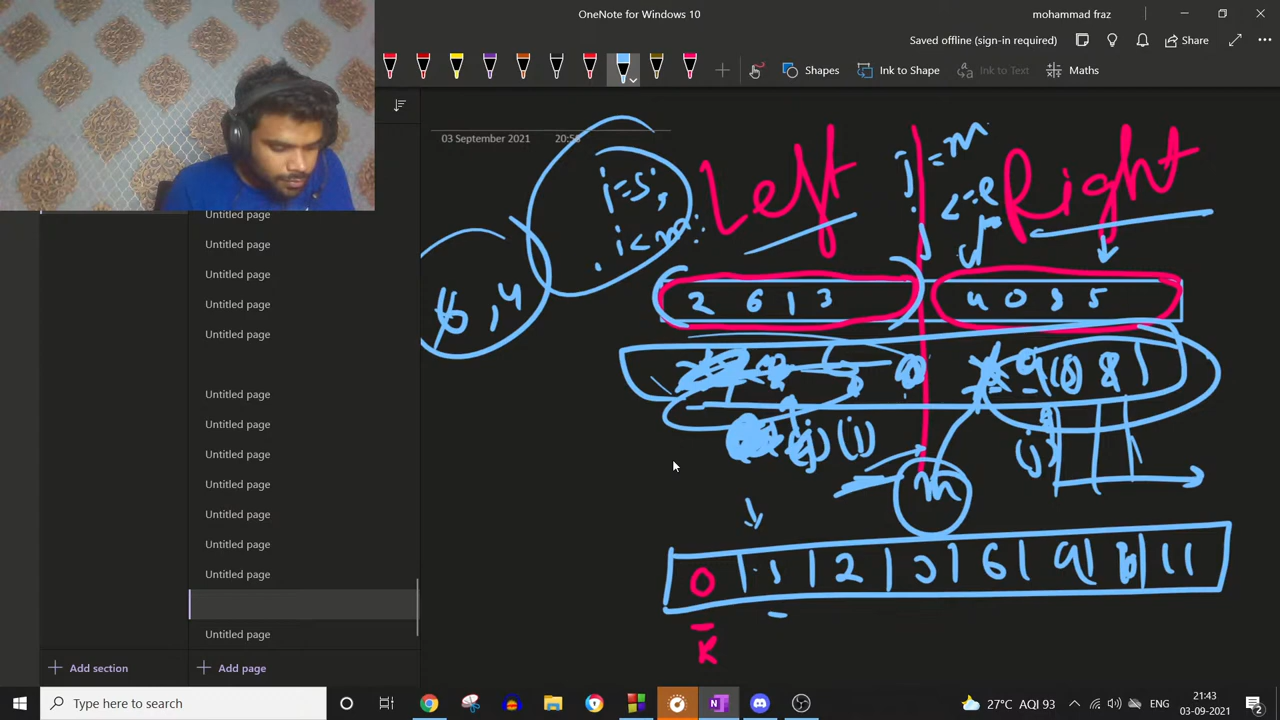 OneNote for Windows 10
mohammad fraz
Saved offline (sign-in required)
Share
Shapes
Ink to Shape
Ink to Text
Maths
03 September 2021
20:56
Left
Right
j=m
i=s;
<=e
i<m;
6,4
2 6 1 3
4 0 8 5
(j) (i)
(j)
m
0 1 2 3 6 9 11
K
Untitled page
Untitled page
Untitled page
Untitled page
Untitled page
Untitled page
Untitled page
Untitled page
Untitled page
Untitled page
Untitled page
Untitled page
Untitled page
Add section
Add page
Type here to search
27°C AQI 93
ENG
21:43
03-09-2021
2